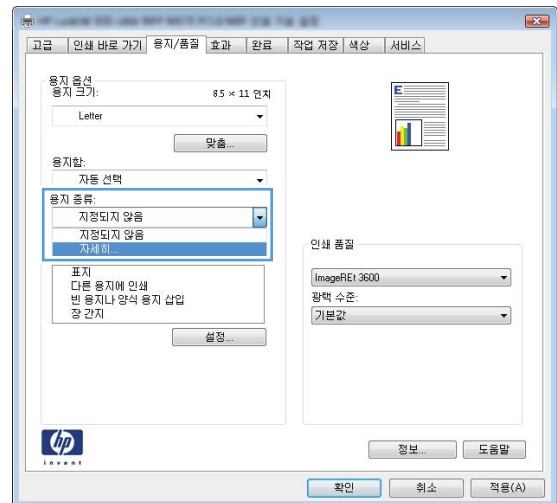 고급 인쇄 바로 가기 용지/품질 효과 완료 작업 저장 색상 서비스
용지 옵션
용지 크기: 8.5 × 11 인치
Letter
맞춤...
용지함:
자동 선택
용지 종류:
지정되지 않음
지정되지 않음
자세히...
표지
다른 용지에 인쇄
빈 용지나 양식 용지 삽입
장 간지
설정...
E
인쇄 품질
ImageREt 3600
광택 수준:
기본값
hp
invent
정보... 도움말
확인 취소 적용(A)